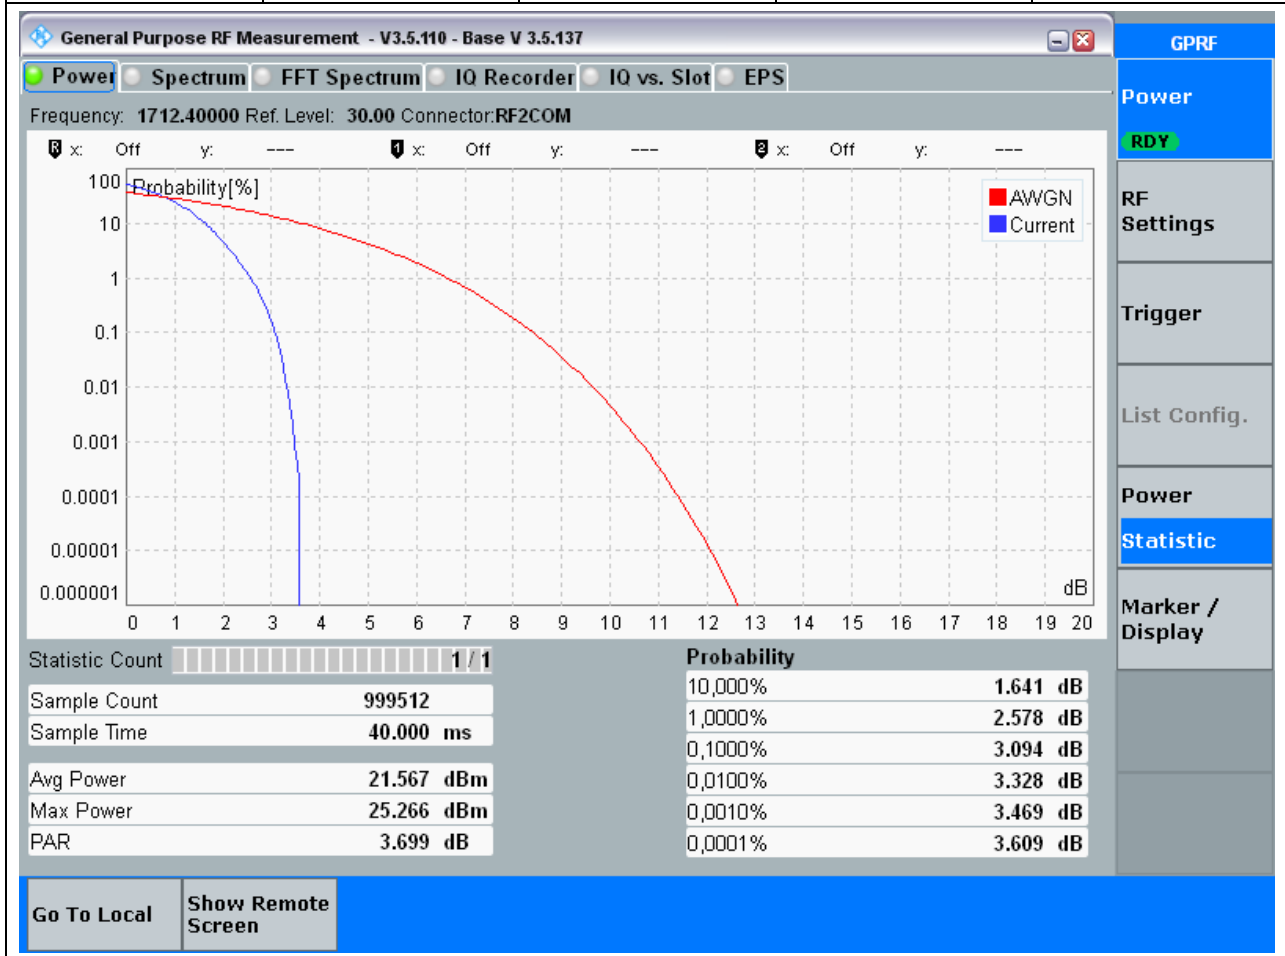 General Purpose RF Measurement - V3.5.110 - Base V 3.5.137
GPRF
Power Spectrum FFT Spectrum IQ Recorder IQ vs. Slot EPS
Frequency: 1712.40000 Ref. Level: 30.00 Connector:RF2COM
R x: Off y: --- 1 x: Off y: --- 2 x: Off y: ---
Probability[%]
AWGN
Current
100
10
1
0.1
0.01
0.001
0.0001
0.00001
0.000001
dB
0 1 2 3 4 5 6 7 8 9 10 11 12 13 14 15 16 17 18 19 20
Statistic Count 1 / 1
Sample Count 999512
Sample Time 40.000 ms
Avg Power 21.567 dBm
Max Power 25.266 dBm
PAR 3.699 dB
Probability
10,000% 1.641 dB
1,0000% 2.578 dB
0,1000% 3.094 dB
0,0100% 3.328 dB
0,0010% 3.469 dB
0,0001% 3.609 dB
Power
RDY
RF
Settings
Trigger
List Config.
Power
Statistic
Marker /
Display
Go To Local
Show Remote
Screen